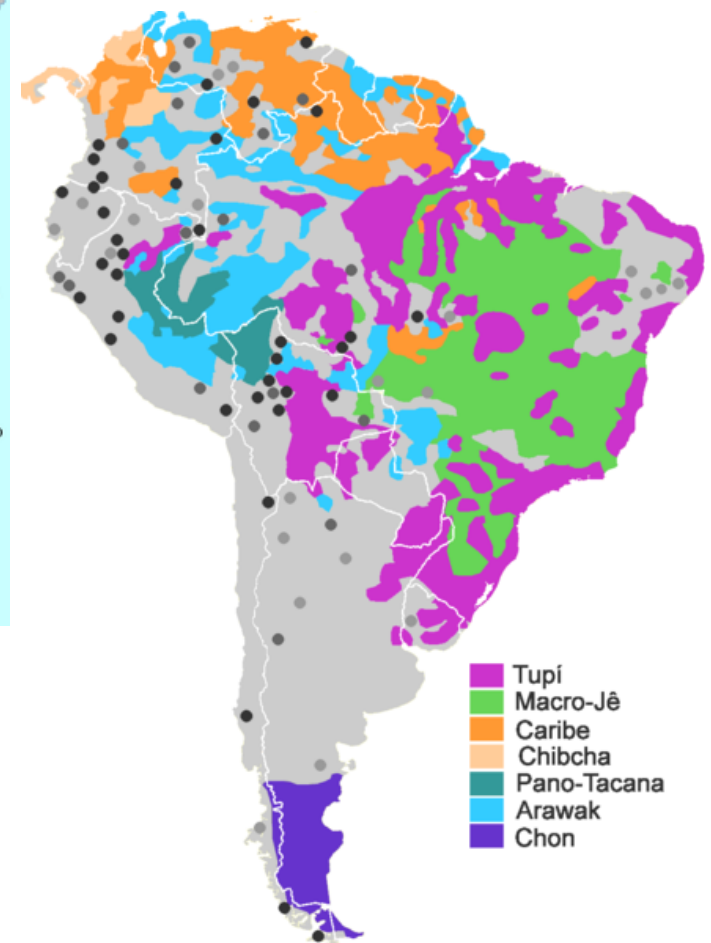 Tupí
Macro-Jê
Caribe
Chibcha
Pano-Tacana
Arawak
Chon